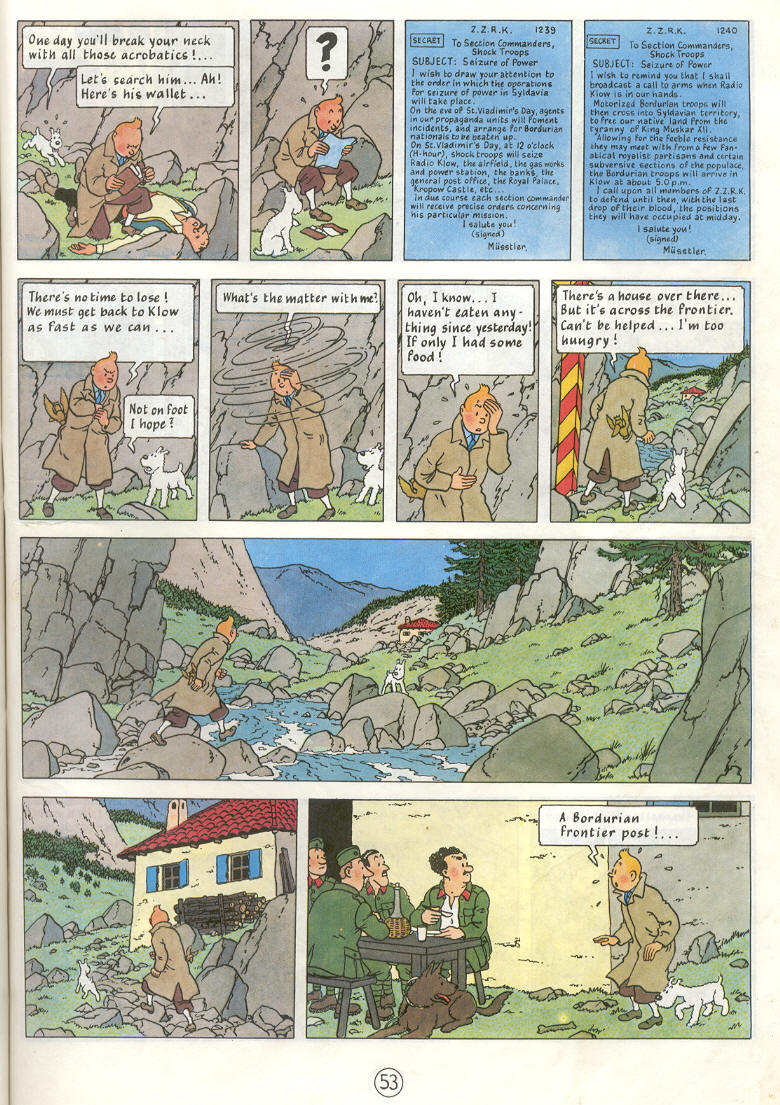 One day you'll break your neck
with all those acrobatics!...
Let's search him... Ah!
Here's his wallet...
?
Z.Z.R.K. 1239
SECRET
To Section Commanders,
Shock Troops
SUBJECT: Seizure of Power
I wish to draw your attention to
the order in which the operations
for seizure of power in Syldavia
will take place.
On the eve of St.Vladimir's Day, agents
in our propaganda units will foment
incidents, and arrange for Bordurian
nationals to be beaten up.
On St.Vladimir's Day, at 12 o'clock
(H-hour), shock troops will seize
Radio Klow, the airfield, the gas works
and power station, the banks, the
general post office, the Royal Palace,
Kropow Castle, etc...
In due course each section commander
will receive precise orders concerning
his particular mission.
I salute you!
(signed)
Müsstler.
Z.Z.R.K. 1240
SECRET
To Section Commanders,
Shock Troops
SUBJECT: Seizure of Power
I wish to remind you that I shall
broadcast a call to arms when Radio
Klow is in our hands.
Motorized Bordurian troops will
then cross into Syldavian territory,
to free our native land from the
tyranny of King Muskar XII.
Allowing for the feeble resistance
they may meet with from a few fan-
atical royalist partisans and certain
subversive sections of the populace,
the Bordurian troops will arrive in
Klow at about 5.0 p.m.
I call upon all members of Z.Z.R.K.
to defend until then, with the last
drop of their blood, the positions
they will have occupied at midday.
I salute you!
(signed)
Müsstler.
There's no time to lose!
We must get back to Klow
as fast as we can...
Not on foot
I hope?
What's the matter with me?
Oh, I know... I
haven't eaten any-
thing since yesterday!
If only I had some
food!
There's a house over there...
But it's across the frontier.
Can't be helped... I'm too
hungry!
A Bordurian
frontier post!...
53